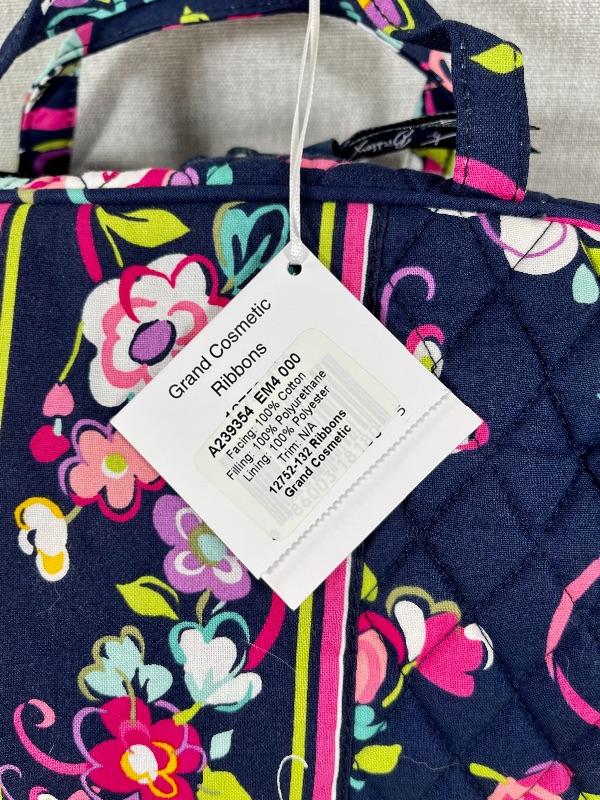 Grand Cosmetic
Ribbons
A239354 EM4 000
Facing: 100% Cotton
Filling: 100% Polyurethane
Lining: 100% Polyester
Trim: N/A
12752-132 Ribbons
Grand Cosmetic
Bradley